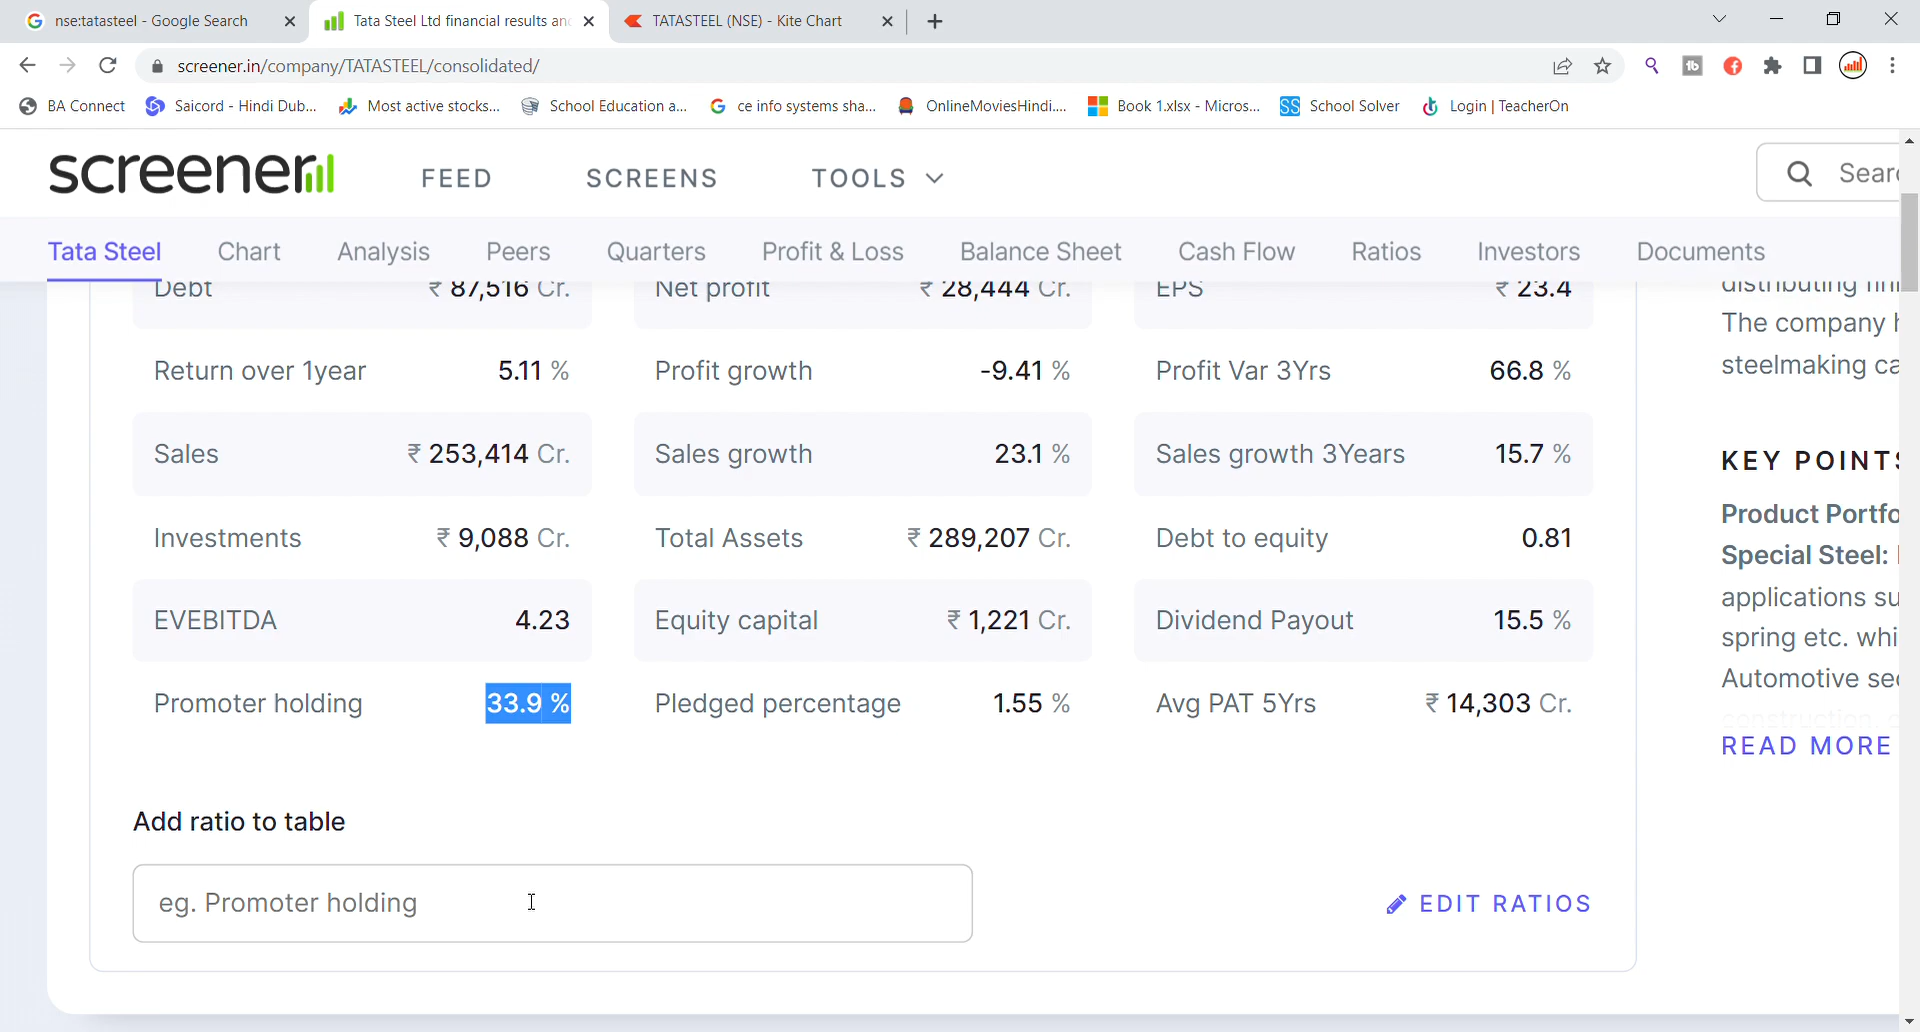 nse:tatasteel - Google Search
Tata Steel Ltd financial results an
TATASTEEL (NSE) - Kite Chart
screener.in/company/TATASTEEL/consolidated/
BA Connect
Saicord - Hindi Dub...
Most active stocks...
School Education a...
ce info systems sha...
OnlineMoviesHindi....
Book 1.xlsx - Micros...
School Solver
Login | TeacherOn
screener
FEED
SCREENS
TOOLS
Sear
Tata Steel
Chart
Analysis
Peers
Quarters
Profit & Loss
Balance Sheet
Cash Flow
Ratios
Investors
Documents
Debt ₹ 87,516 Cr.
Net profit ₹ 28,444 Cr.
EPS ₹ 23.4
Return over 1year 5.11 %
Profit growth -9.41 %
Profit Var 3Yrs 66.8 %
Sales ₹ 253,414 Cr.
Sales growth 23.1 %
Sales growth 3Years 15.7 %
Investments ₹ 9,088 Cr.
Total Assets ₹ 289,207 Cr.
Debt to equity 0.81
EVEBITDA 4.23
Equity capital ₹ 1,221 Cr.
Dividend Payout 15.5 %
Promoter holding 33.9 %
Pledged percentage 1.55 %
Avg PAT 5Yrs ₹ 14,303 Cr.
Add ratio to table
eg. Promoter holding
EDIT RATIOS
distributing
The company
steelmaking ca
KEY POINTS
Product Portfo
Special Steel:
applications su
spring etc. whi
Automotive sec
READ MORE